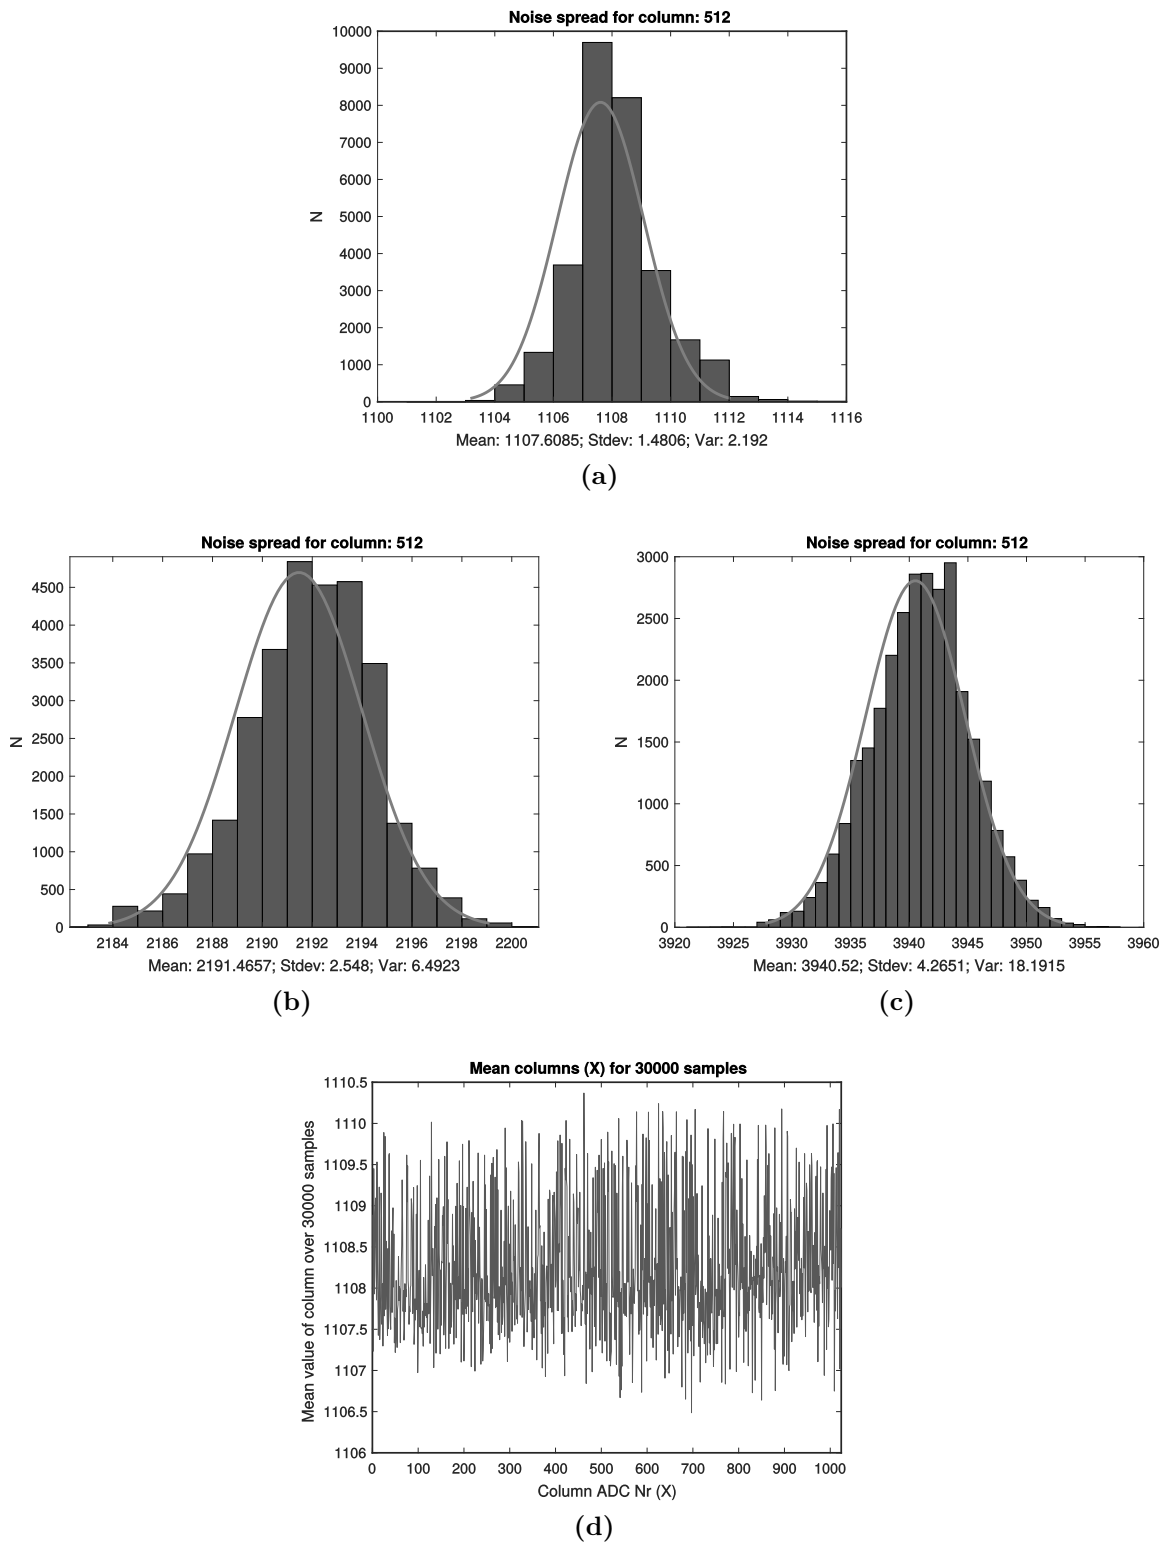 Noise spread for column: 512
10000
9000
8000
7000
6000
5000
4000
3000
2000
1000
0
N
1100 1102 1104 1106 1108 1110 1112 1114 1116
Mean: 1107.6085; Stdev: 1.4806; Var: 2.192
(a)
Noise spread for column: 512
4500
4000
3500
3000
2500
2000
1500
1000
500
0
N
2184 2186 2188 2190 2192 2194 2196 2198 2200
Mean: 2191.4657; Stdev: 2.548; Var: 6.4923
(b)
Noise spread for column: 512
3000
2500
2000
1500
1000
500
0
N
3920 3925 3930 3935 3940 3945 3950 3955 3960
Mean: 3940.52; Stdev: 4.2651; Var: 18.1915
(c)
Mean columns (X) for 30000 samples
1110.5
1110
1109.5
1109
1108.5
1108
1107.5
1107
1106.5
1106
Mean value of column over 30000 samples
0 100 200 300 400 500 600 700 800 900 1000
Column ADC Nr (X)
(d)